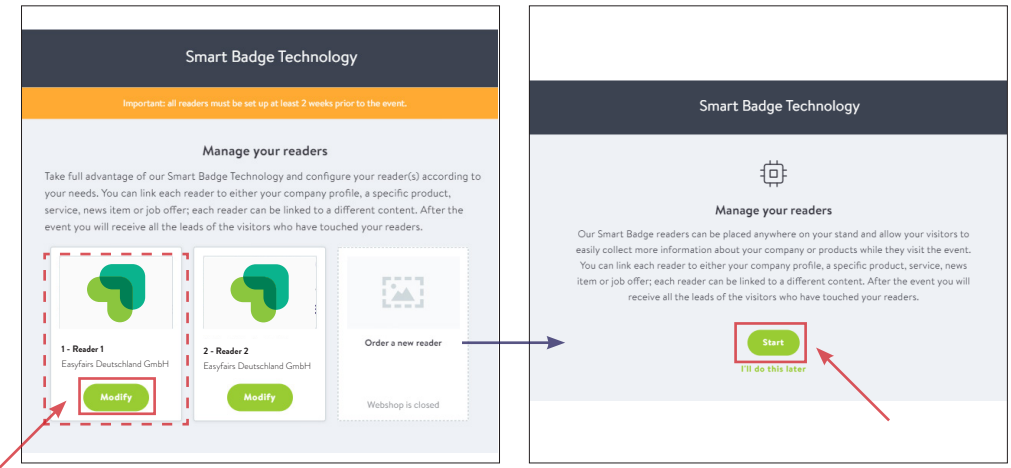 Smart Badge Technology
Important: all readers must be set up at least 2 weeks prior to the event.
Manage your readers
Take full advantage of our Smart Badge Technology and configure your reader(s) according to
your needs. You can link each reader to either your company profile, a specific product,
service, news item or job offer; each reader can be linked to a different content. After the
event you will receive all the leads of the visitors who have touched your readers.
1 - Reader 1
Easyfairs Deutschland GmbH
Modify
2 - Reader 2
Easyfairs Deutschland GmbH
Modify
Order a new reader
Webshop is closed
Smart Badge Technology
Manage your readers
Our Smart Badge readers can be placed anywhere on your stand and allow your visitors to
easily collect more information about your company or products while they visit the event.
You can link each reader to either your company profile, a specific product, service, news
item or job offer; each reader can be linked to a different content. After the event you will
receive all the leads of the visitors who have touched your readers.
Start
I'll do this later